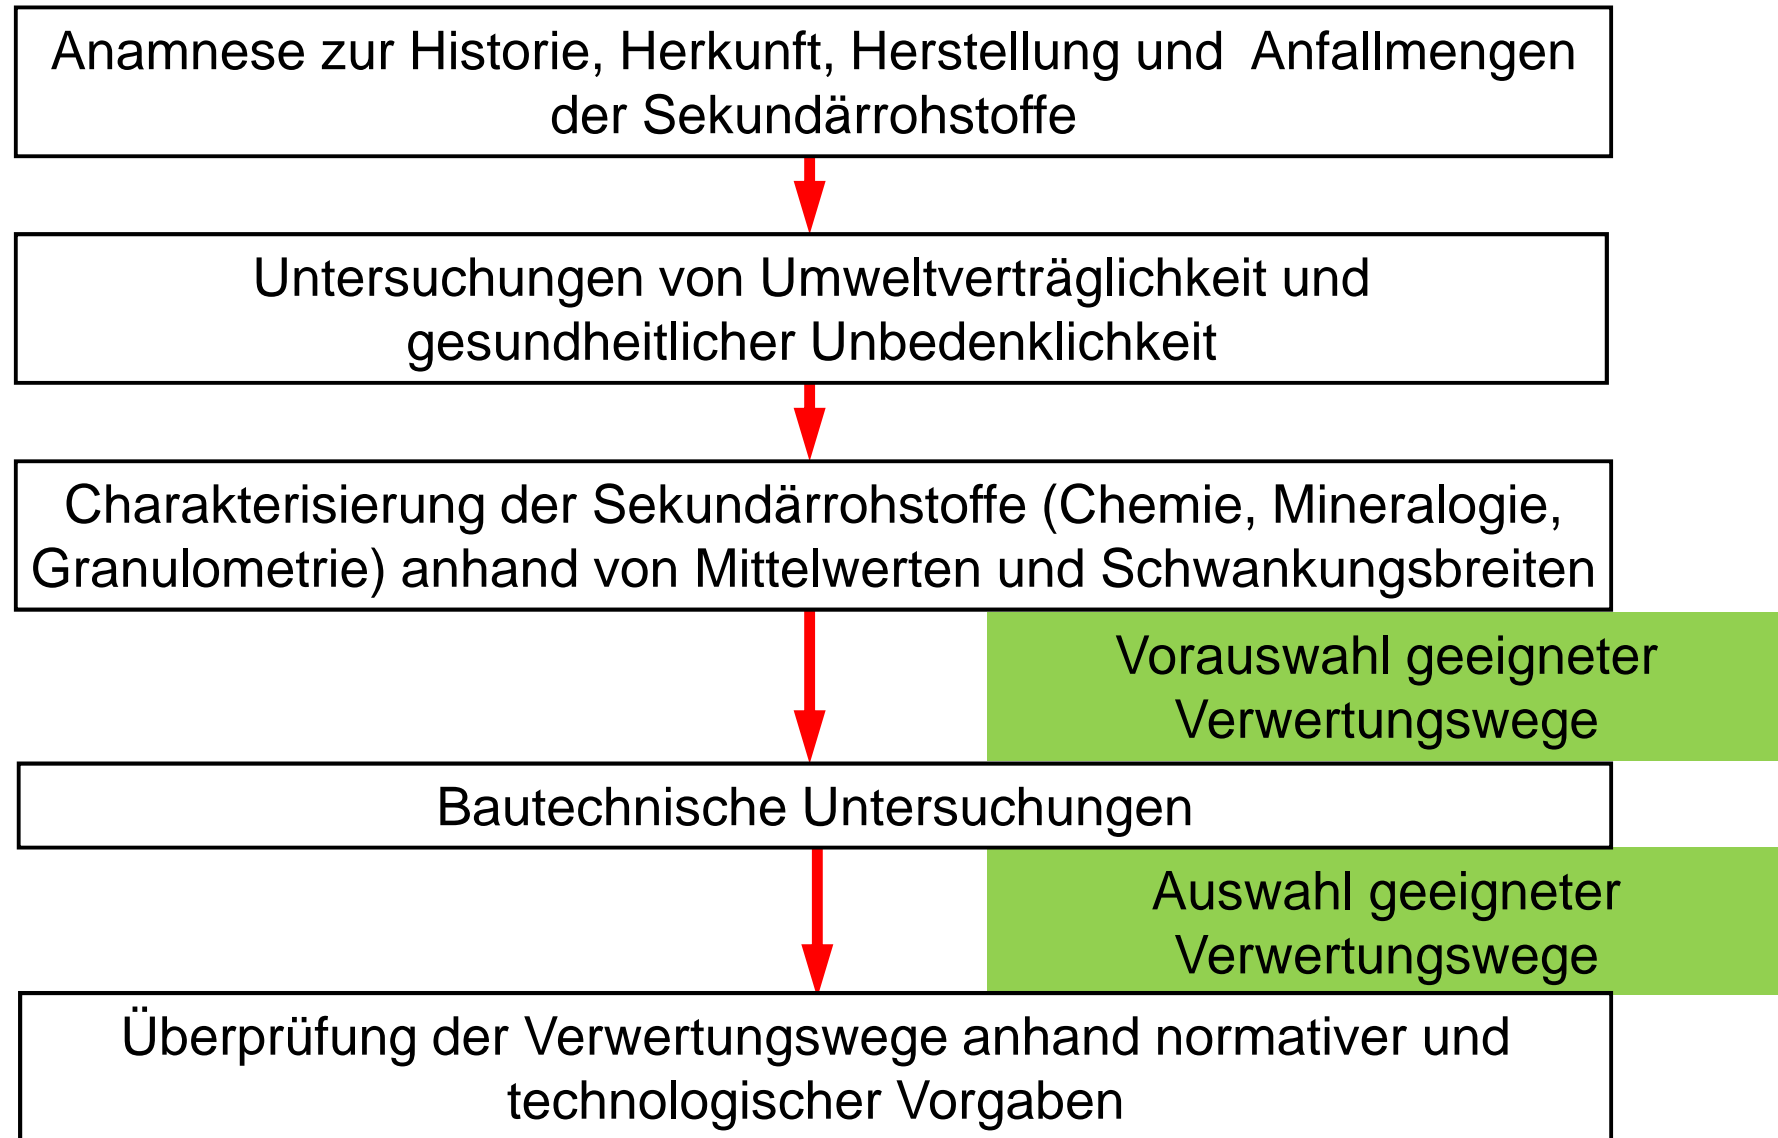 Anamnese zur Historie, Herkunft, Herstellung und Anfallmengen
der Sekundärrohstoffe
Untersuchungen von Umweltverträglichkeit und
gesundheitlicher Unbedenklichkeit
Charakterisierung der Sekundärrohstoffe (Chemie, Mineralogie,
Granulometrie) anhand von Mittelwerten und Schwankungsbreiten
Vorauswahl geeigneter
Verwertungswege
Bautechnische Untersuchungen
Auswahl geeigneter
Verwertungswege
Überprüfung der Verwertungswege anhand normativer und
technologischer Vorgaben